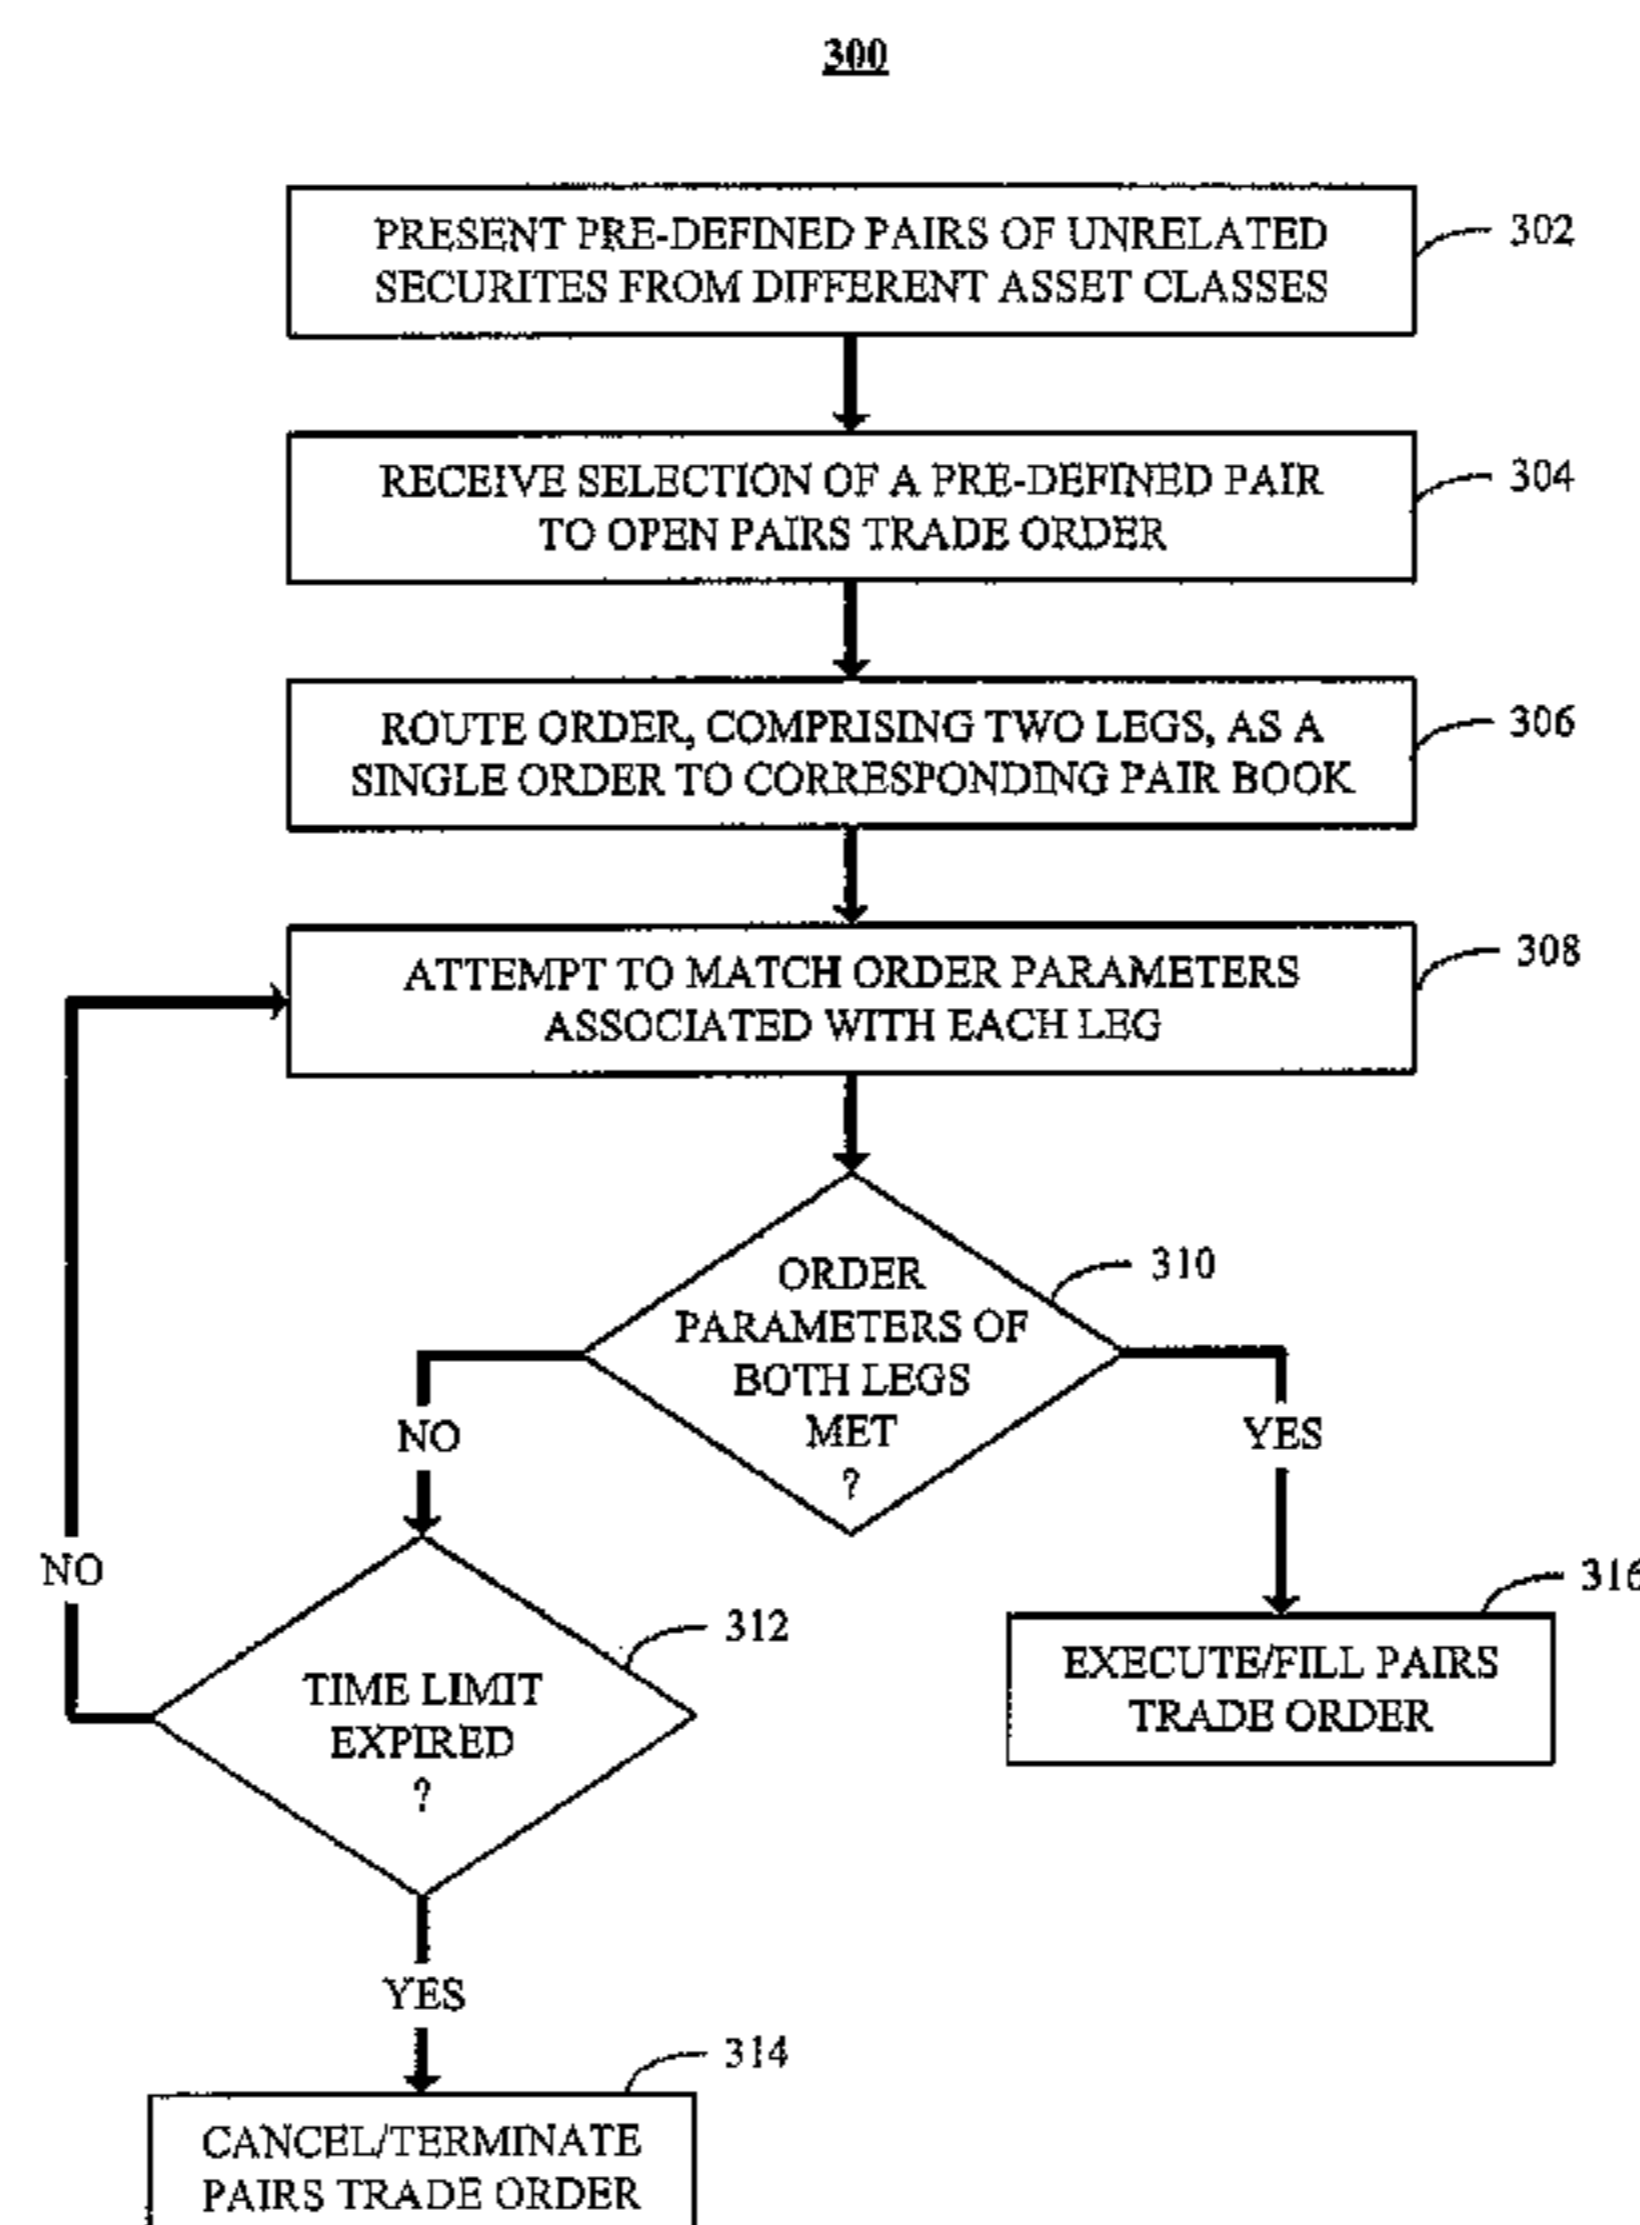 300
PRESENT PRE-DEFINED PAIRS OF UNRELATED
SECURITES FROM DIFFERENT ASSET CLASSES
302
RECEIVE SELECTION OF A PRE-DEFINED PAIR
TO OPEN PAIRS TRADE ORDER
304
ROUTE ORDER, COMPRISING TWO LEGS, AS A
SINGLE ORDER TO CORRESPONDING PAIR BOOK
306
ATTEMPT TO MATCH ORDER PARAMETERS
ASSOCIATED WITH EACH LEG
308
ORDER
PARAMETERS OF
BOTH LEGS
MET
?
310
NO
YES
TIME LIMIT
EXPIRED
?
312
NO
EXECUTE/FILL PAIRS
TRADE ORDER
316
YES
CANCEL/TERMINATE
PAIRS TRADE ORDER
314